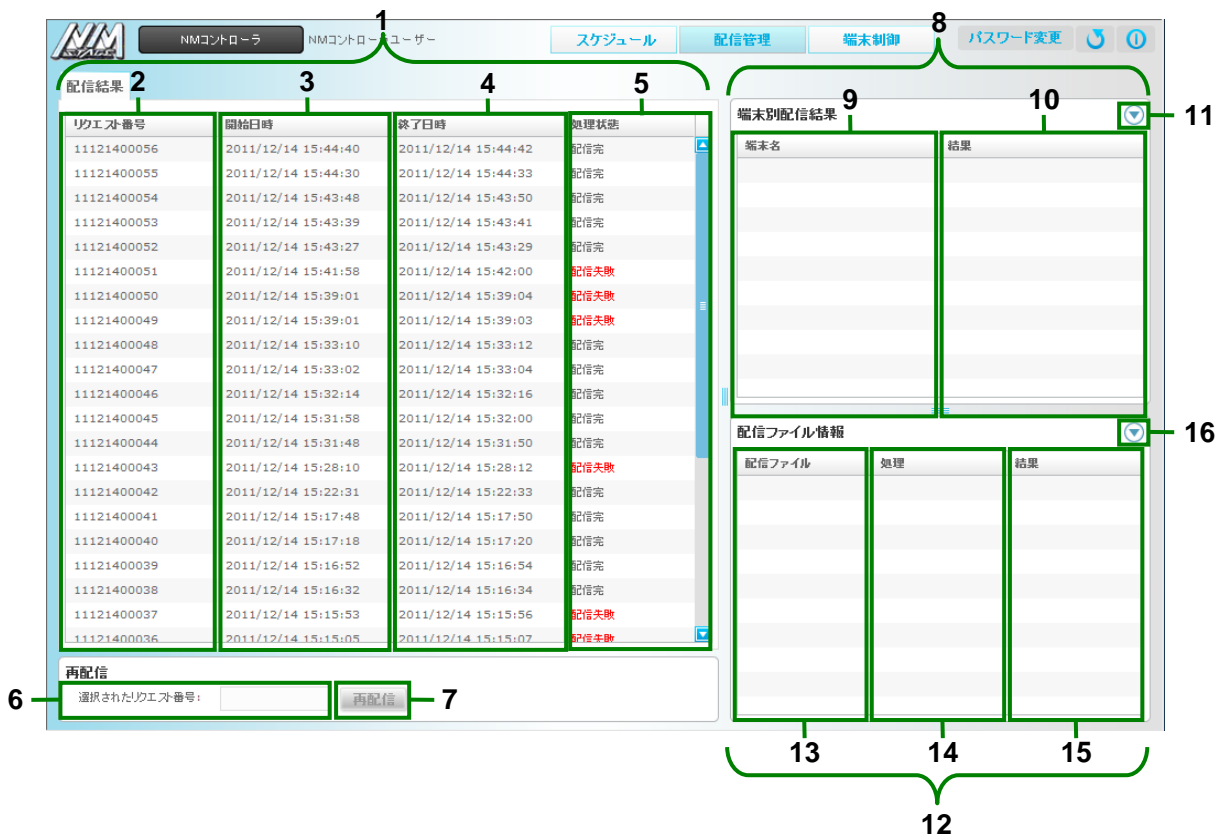 1
8
NM STAGE
NMコントローラ NMコントローラユーザー スケジュール 配信管理 端末制御 パスワード変更
配信結果
2
3
4
5
9
10
11
端末別配信結果
リクエスト番号 開始日時 終了日時 処理状態
端末名 結果
11121400056 2011/12/14 15:44:40 2011/12/14 15:44:42 配信完
11121400055 2011/12/14 15:44:30 2011/12/14 15:44:33 配信完
11121400054 2011/12/14 15:43:48 2011/12/14 15:43:50 配信完
11121400053 2011/12/14 15:43:39 2011/12/14 15:43:41 配信完
11121400052 2011/12/14 15:43:27 2011/12/14 15:43:29 配信完
11121400051 2011/12/14 15:41:58 2011/12/14 15:42:00 配信失敗
11121400050 2011/12/14 15:39:01 2011/12/14 15:39:04 配信失敗
11121400049 2011/12/14 15:39:01 2011/12/14 15:39:03 配信失敗
11121400048 2011/12/14 15:33:10 2011/12/14 15:33:12 配信完
11121400047 2011/12/14 15:33:02 2011/12/14 15:33:04 配信完
11121400046 2011/12/14 15:32:14 2011/12/14 15:32:16 配信完
11121400045 2011/12/14 15:31:58 2011/12/14 15:32:00 配信完
11121400044 2011/12/14 15:31:48 2011/12/14 15:31:50 配信完
11121400043 2011/12/14 15:28:10 2011/12/14 15:28:12 配信失敗
11121400042 2011/12/14 15:22:31 2011/12/14 15:22:33 配信完
11121400041 2011/12/14 15:17:48 2011/12/14 15:17:50 配信完
11121400040 2011/12/14 15:17:18 2011/12/14 15:17:20 配信完
11121400039 2011/12/14 15:16:52 2011/12/14 15:16:54 配信完
11121400038 2011/12/14 15:16:32 2011/12/14 15:16:34 配信完
11121400037 2011/12/14 15:15:53 2011/12/14 15:15:56 配信失敗
11121400036 2011/12/14 15:15:05 2011/12/14 15:15:07 配信失敗
配信ファイル情報
16
配信ファイル 処理 結果
再配信
6
選択されたリクエスト番号:
再配信
7
13
14
15
12